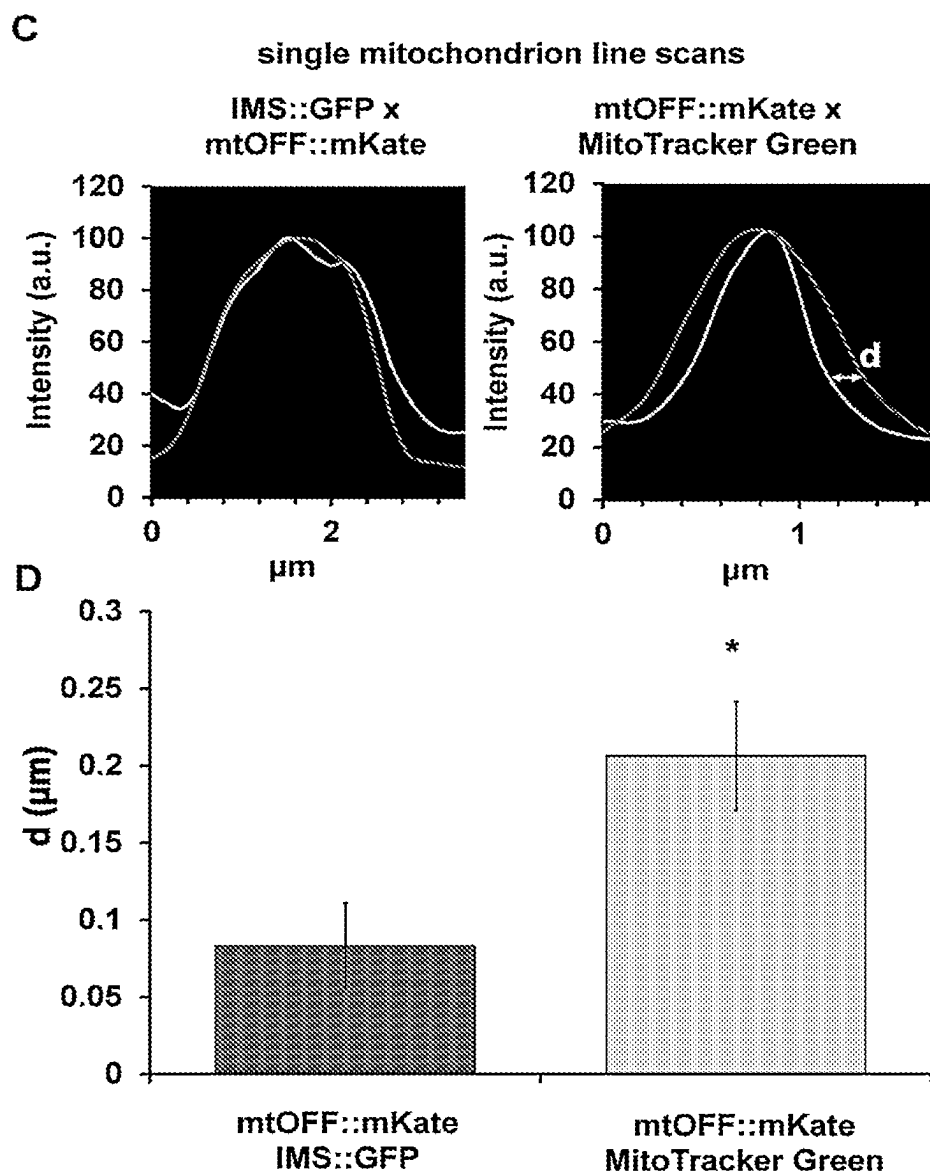 C
single mitochondrion line scans
IMS::GFP x
mtOFF::mKate
120
100
80
60
40
20
0
Intensity (a.u.)
0
2
µm
mtOFF::mKate x
MitoTracker Green
120
100
80
60
40
20
0
Intensity (a.u.)
d
0
1
µm
D
0.3
0.25
0.2
0.15
0.1
0.05
0
d (µm)
*
mtOFF::mKate
IMS::GFP
mtOFF::mKate
MitoTracker Green